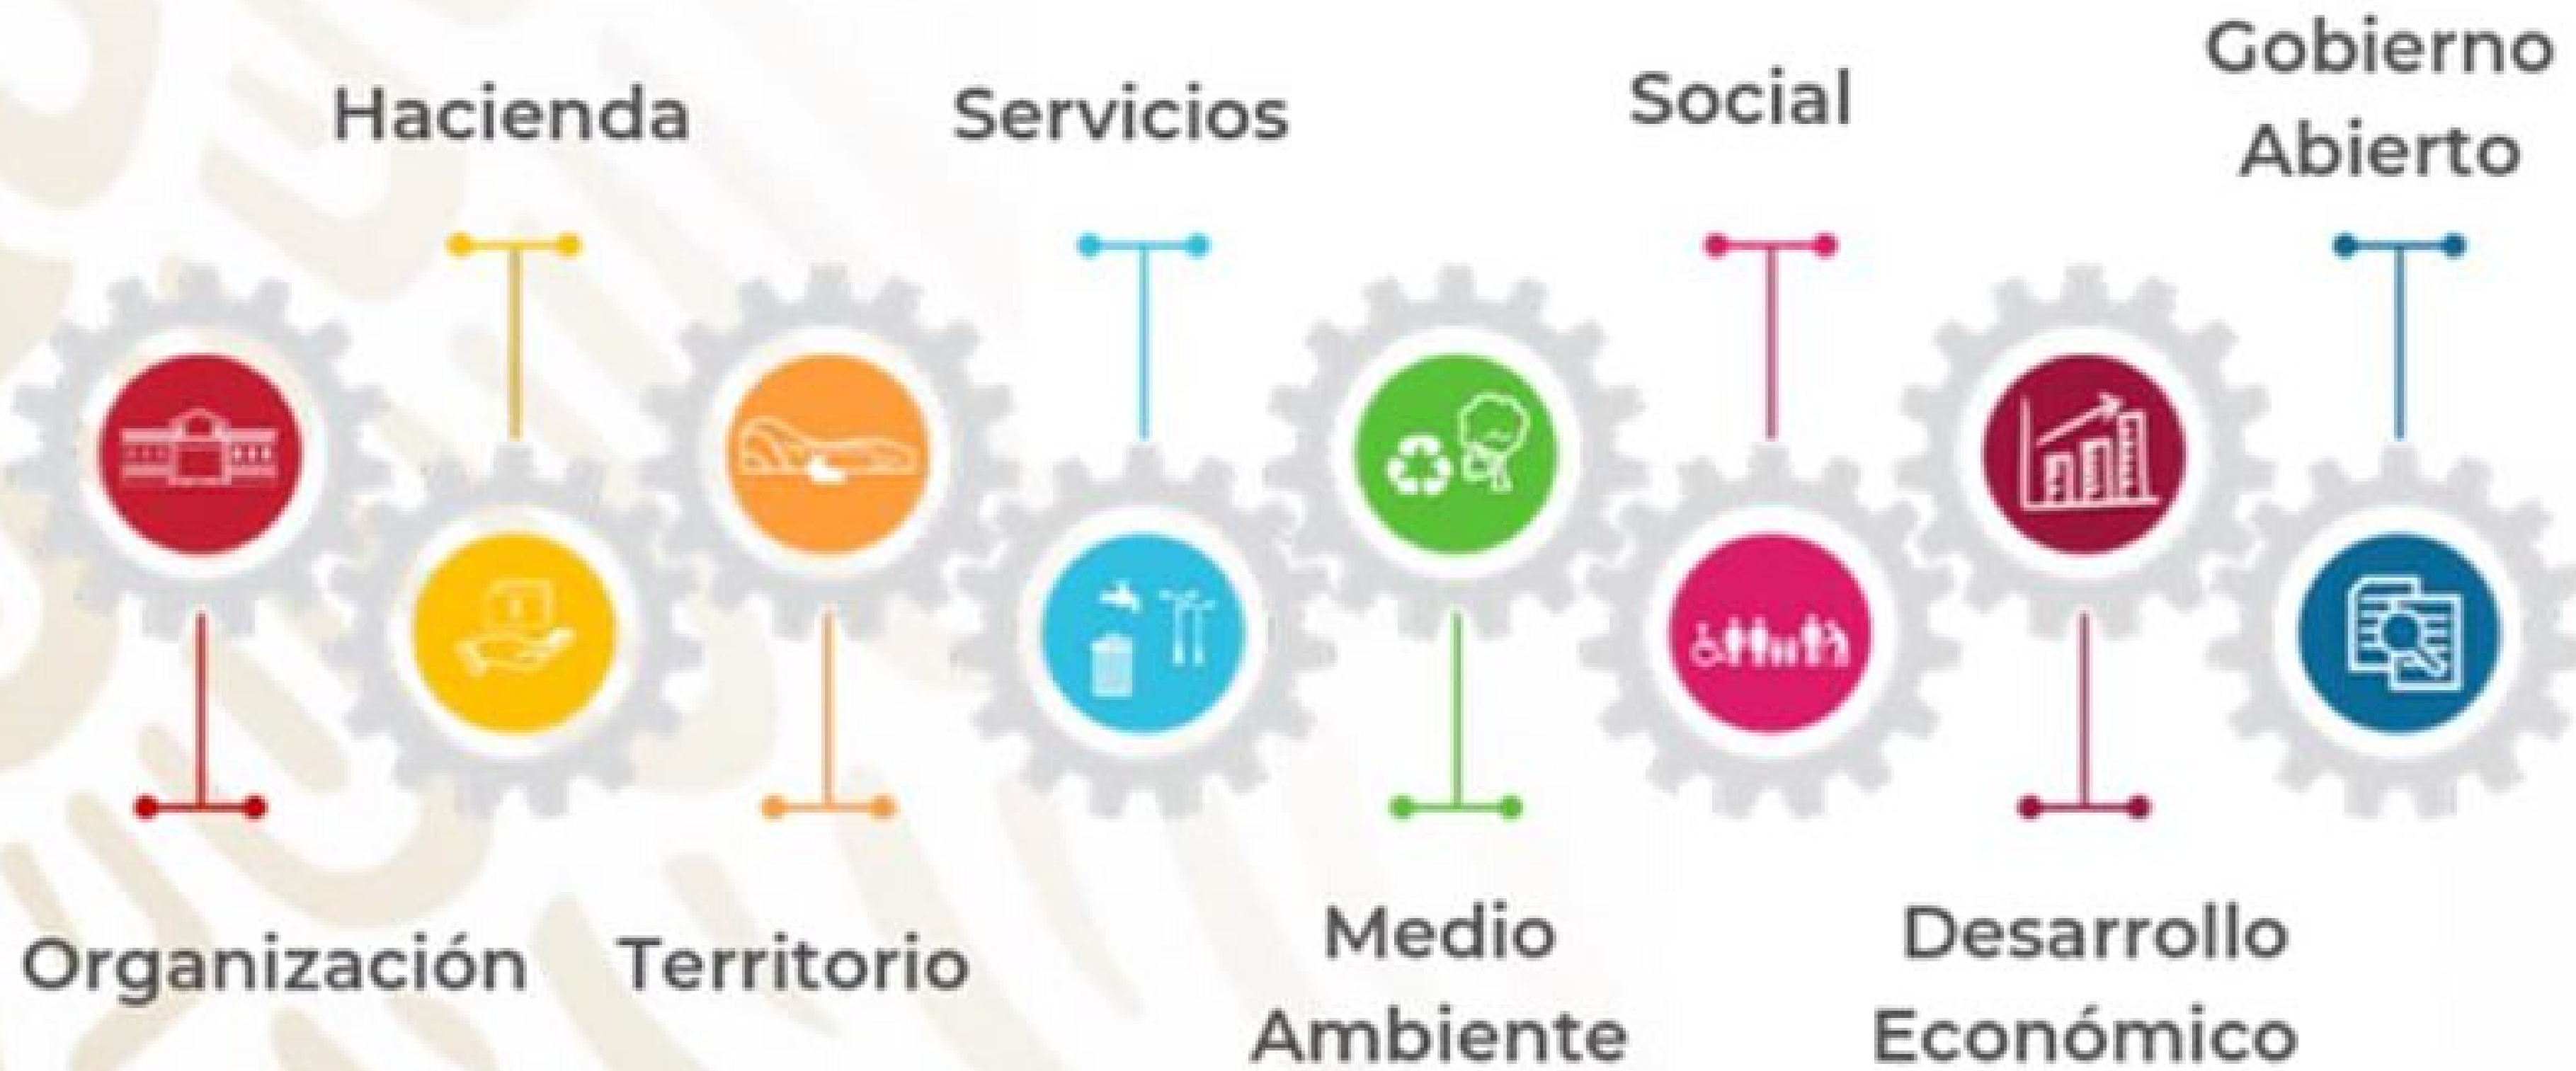 Hacienda
Servicios
Social
Gobierno
Abierto
Organización
Territorio
Medio
Ambiente
Desarrollo
Económico